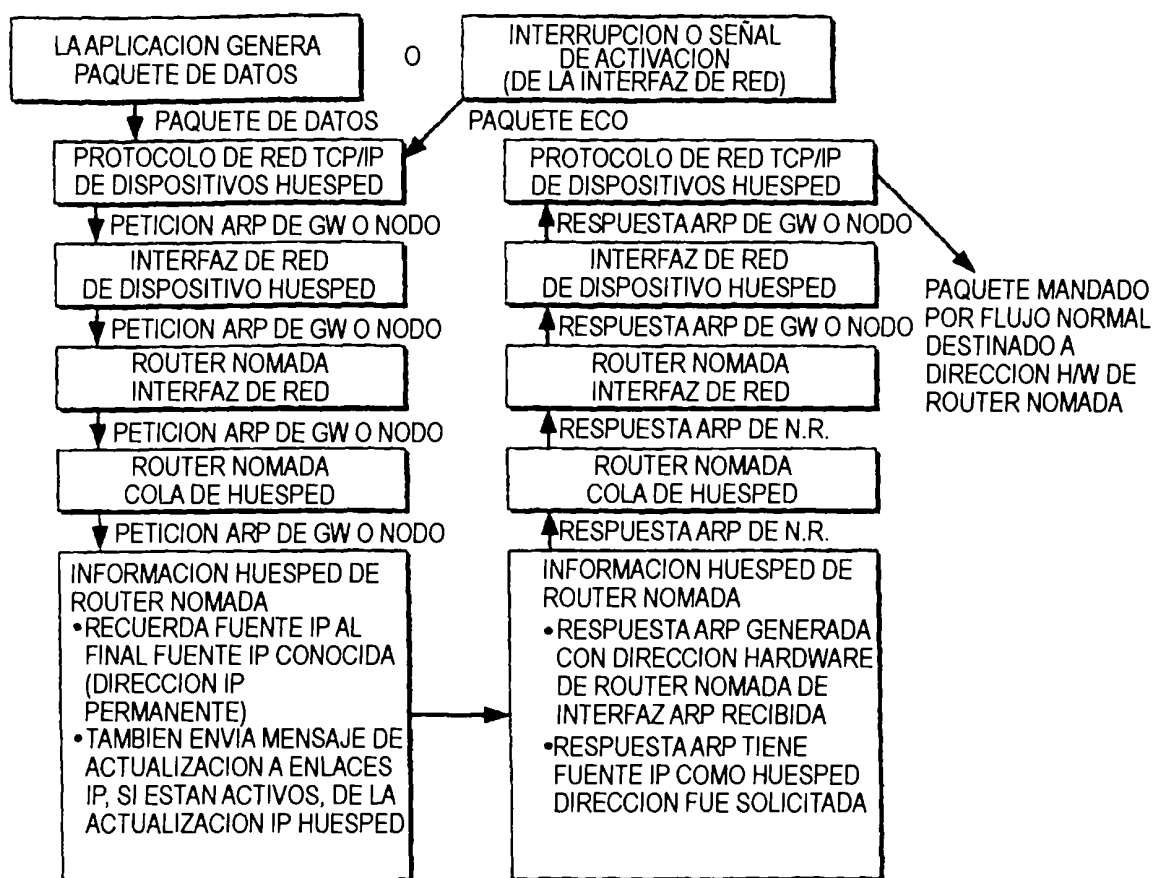 LA APLICACION GENERA
PAQUETE DE DATOS
O
INTERRUPCION O SEÑAL
DE ACTIVACION
(DE LA INTERFAZ DE RED)
PAQUETE DE DATOS
PAQUETE ECO
PROTOCOLO DE RED TCP/IP
DE DISPOSITIVOS HUESPED
PETICION ARP DE GW O NODO
INTERFAZ DE RED
DE DISPOSITIVO HUESPED
PETICION ARP DE GW O NODO
ROUTER NOMADA
INTERFAZ DE RED
PETICION ARP DE GW O NODO
ROUTER NOMADA
COLA DE HUESPED
PETICION ARP DE GW O NODO
INFORMACION HUESPED DE
ROUTER NOMADA
•RECUERDA FUENTE IP AL
FINAL FUENTE IP CONOCIDA
(DIRECCION IP
PERMANENTE)
•TAMBIEN ENVIA MENSAJE DE
ACTUALIZACION A ENLACES
IP, SI ESTAN ACTIVOS, DE LA
ACTUALIZACION IP HUESPED
PROTOCOLO DE RED TCP/IP
DE DISPOSITIVOS HUESPED
RESPUESTA ARP DE GW O NODO
INTERFAZ DE RED
DE DISPOSITIVO HUESPED
RESPUESTA ARP DE GW O NODO
ROUTER NOMADA
INTERFAZ DE RED
RESPUESTA ARP DE N.R.
ROUTER NOMADA
COLA DE HUESPED
RESPUESTA ARP DE N.R.
INFORMACION HUESPED DE
ROUTER NOMADA
•RESPUESTA ARP GENERADA
CON DIRECCION HARDWARE
DE ROUTER NOMADA DE
INTERFAZ ARP RECIBIDA
•RESPUESTA ARP TIENE
FUENTE IP COMO HUESPED
DIRECCION FUE SOLICITADA
PAQUETE MANDADO
POR FLUJO NORMAL
DESTINADO A
DIRECCION H/W DE
ROUTER NOMADA